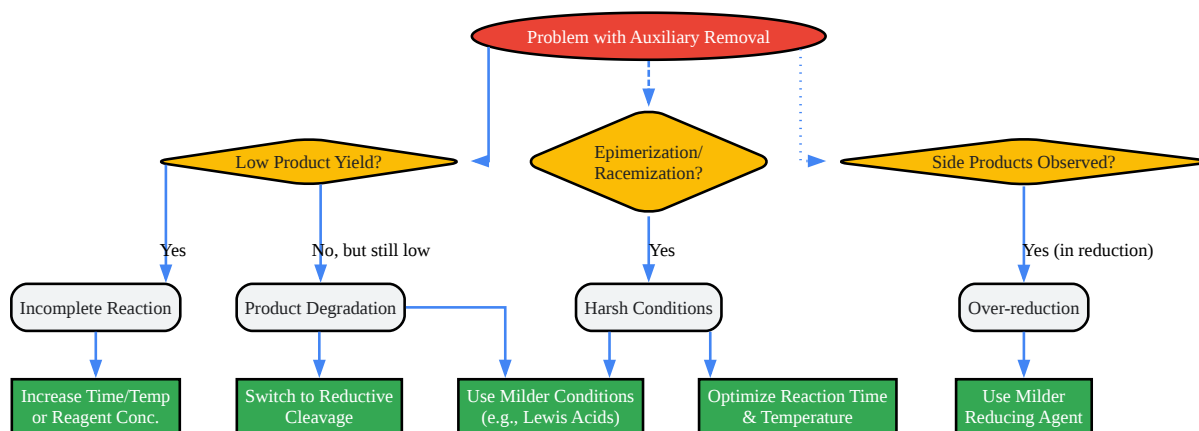 Problem with Auxiliary Removal
Low Product Yield?
Epimerization/
Racemization?
Side Products Observed?
Yes
No, but still low
Yes
Yes (in reduction)
Incomplete Reaction
Product Degradation
Harsh Conditions
Over-reduction
Increase Time/Temp
or Reagent Conc.
Switch to Reductive
Cleavage
Use Milder Conditions
(e.g., Lewis Acids)
Optimize Reaction Time
& Temperature
Use Milder
Reducing Agent